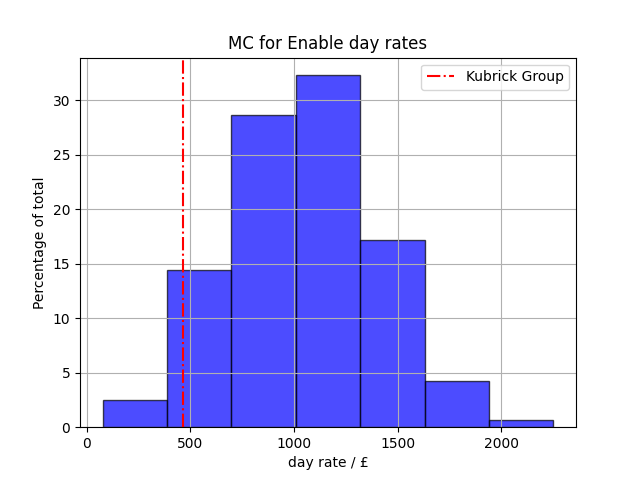 MC for Enable day rates
Kubrick Group
Percentage of total
30
25
20
15
10
5
0
0 500 1000 1500 2000
day rate / £